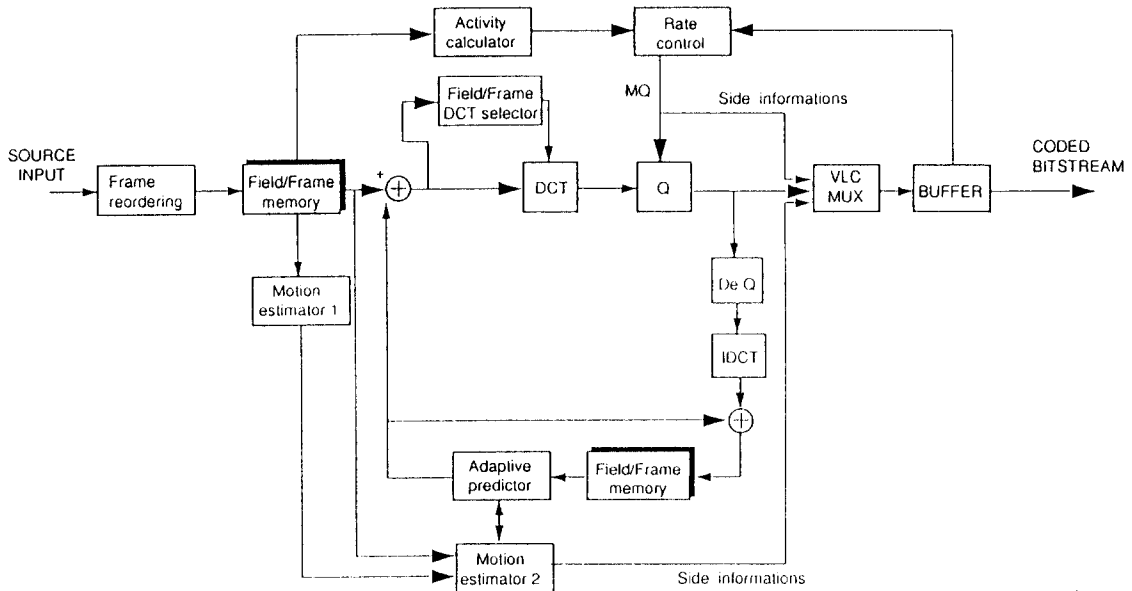 Activity
calculator
Rate
control
Field/Frame
DCT selector
MQ
Side informations
SOURCE
INPUT
Frame
reordering
Field/Frame
memory
+
DCT
Q
VLC
MUX
BUFFER
CODED
BITSTREAM
Motion
estimator 1
De Q
IDCT
Adaptive
predictor
Field/Frame
memory
Motion
estimator 2
Side informations